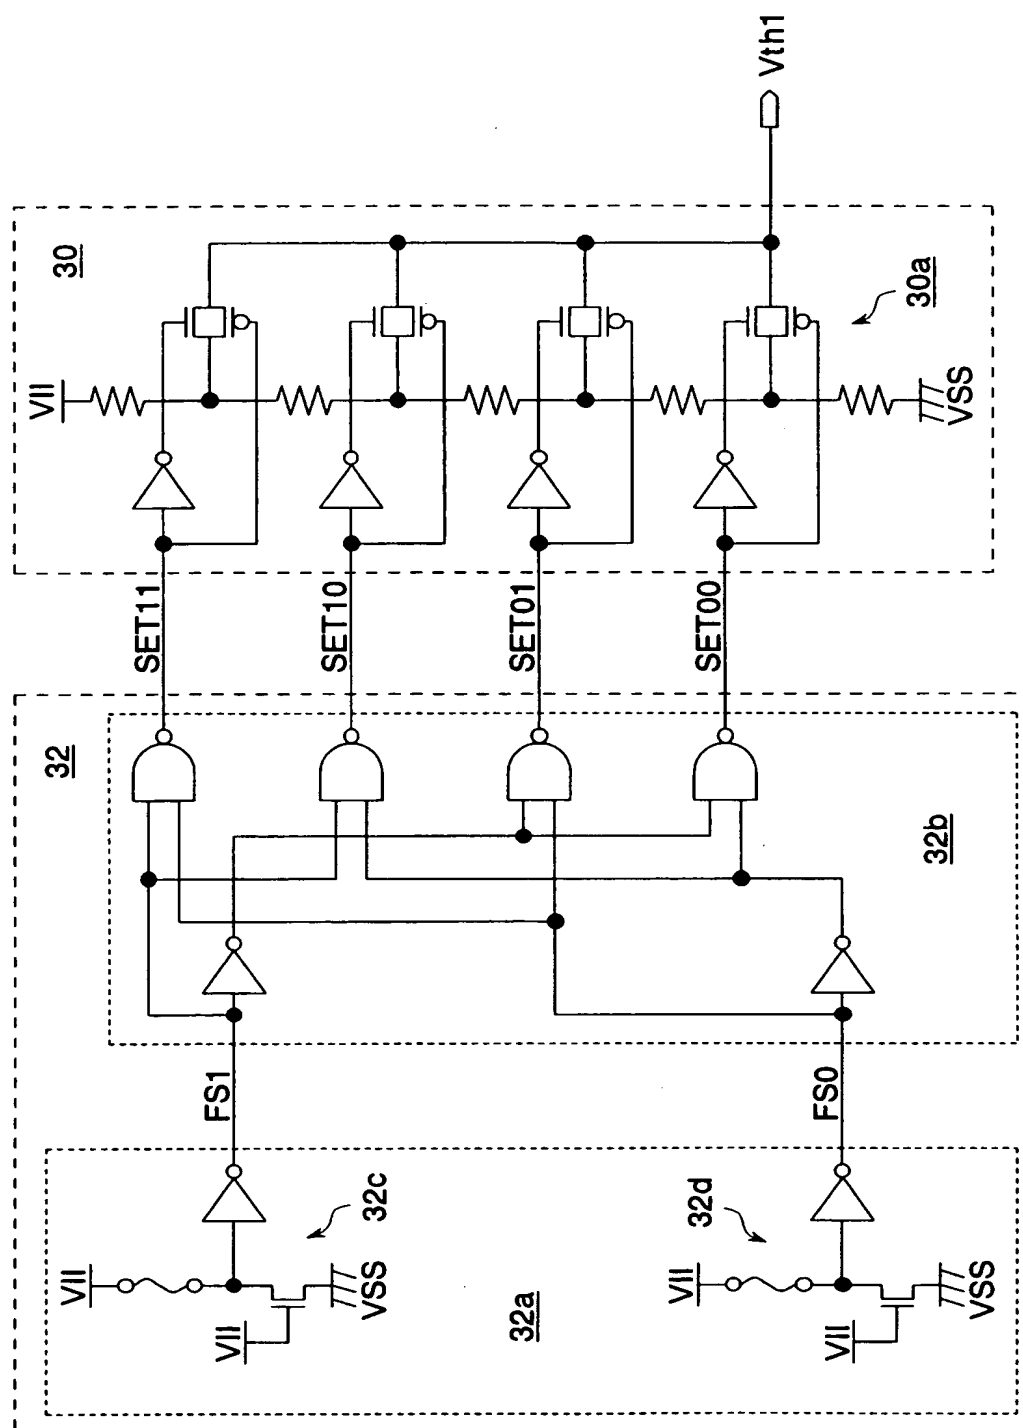 30
VII
30a
VSS
Vth1
SET11
SET10
SET01
SET00
32
32b
FS1
FS0
VII
32c
VSS
VII
32a
VII
32d
VSS
VII